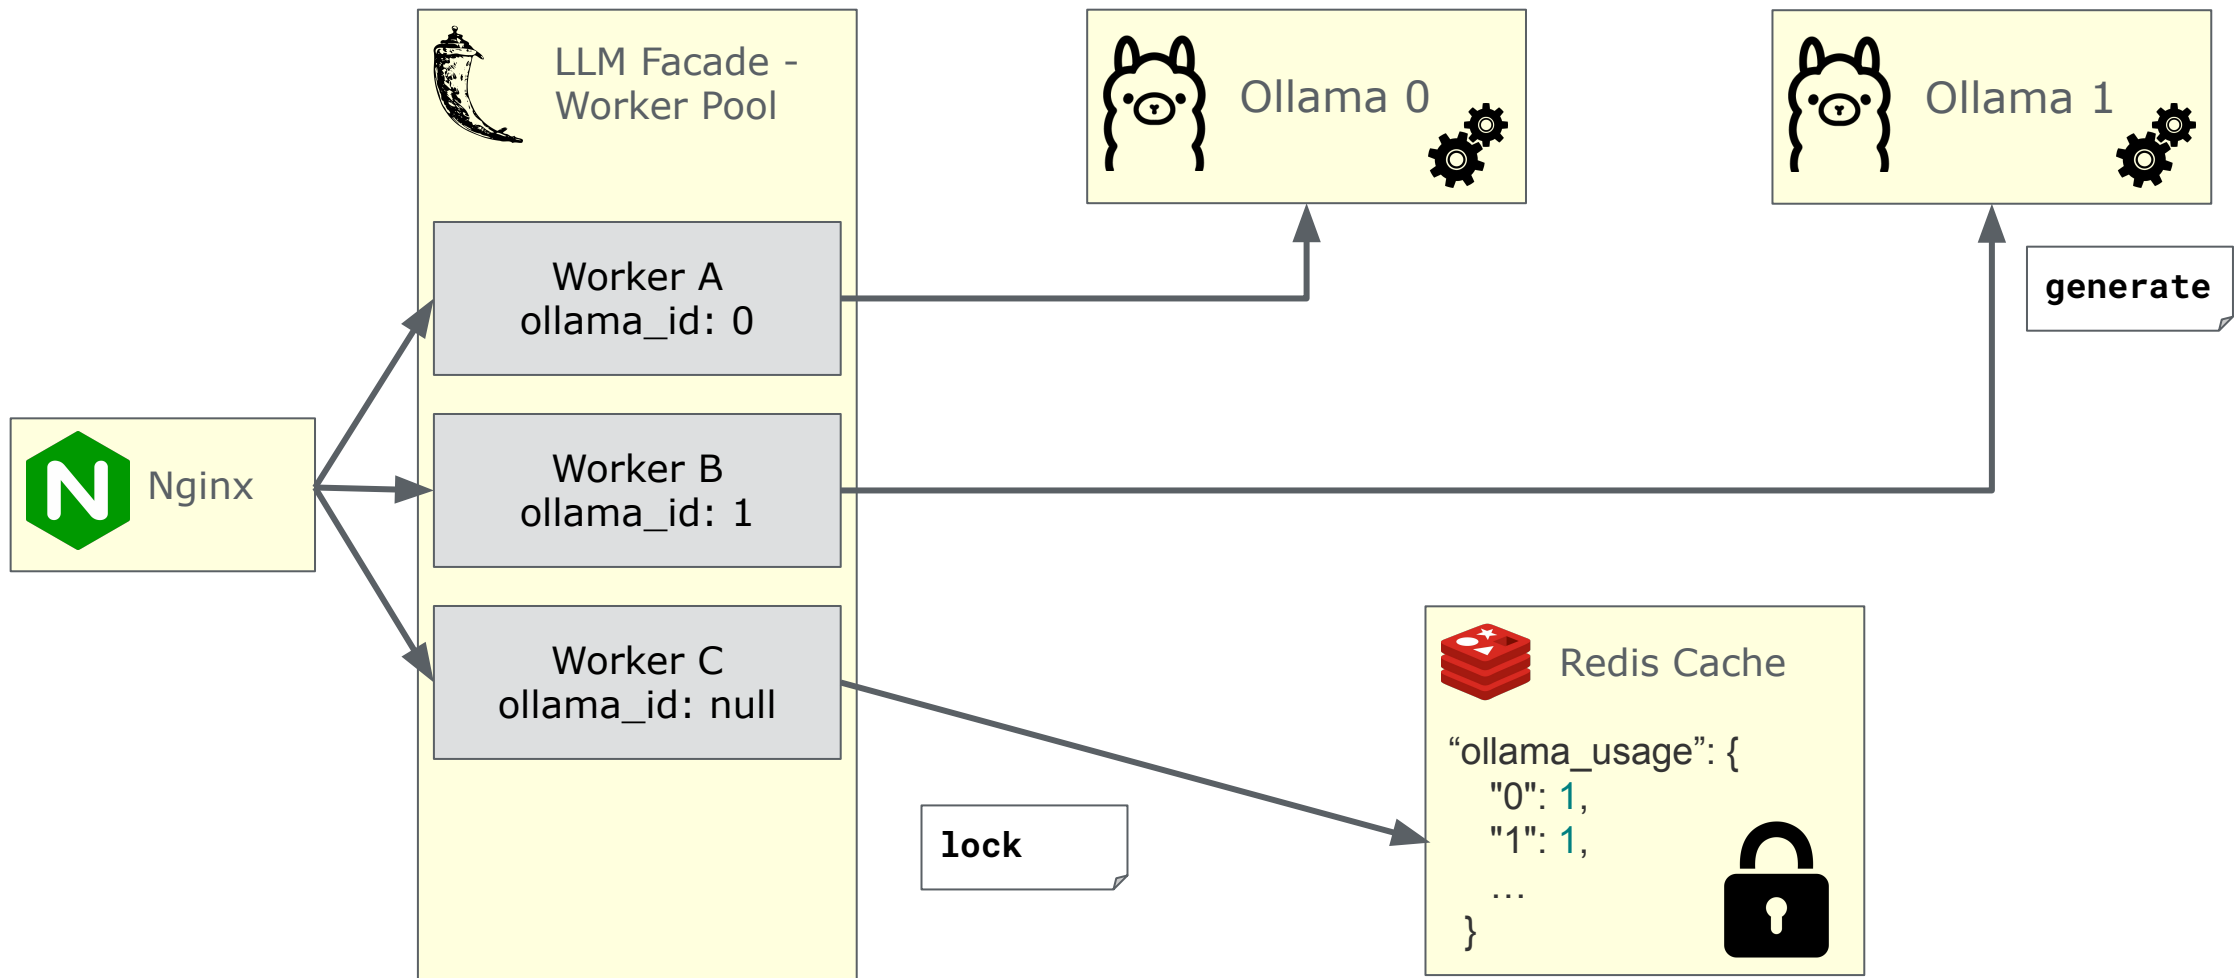 LLM Facade -
Worker Pool
Ollama 0
Ollama 1
Worker A
ollama_id: 0
generate
Nginx
Worker B
ollama_id: 1
Worker C
ollama_id: null
lock
Redis Cache
“ollama_usage”: {
"0": 1,
"1": 1,
…
}